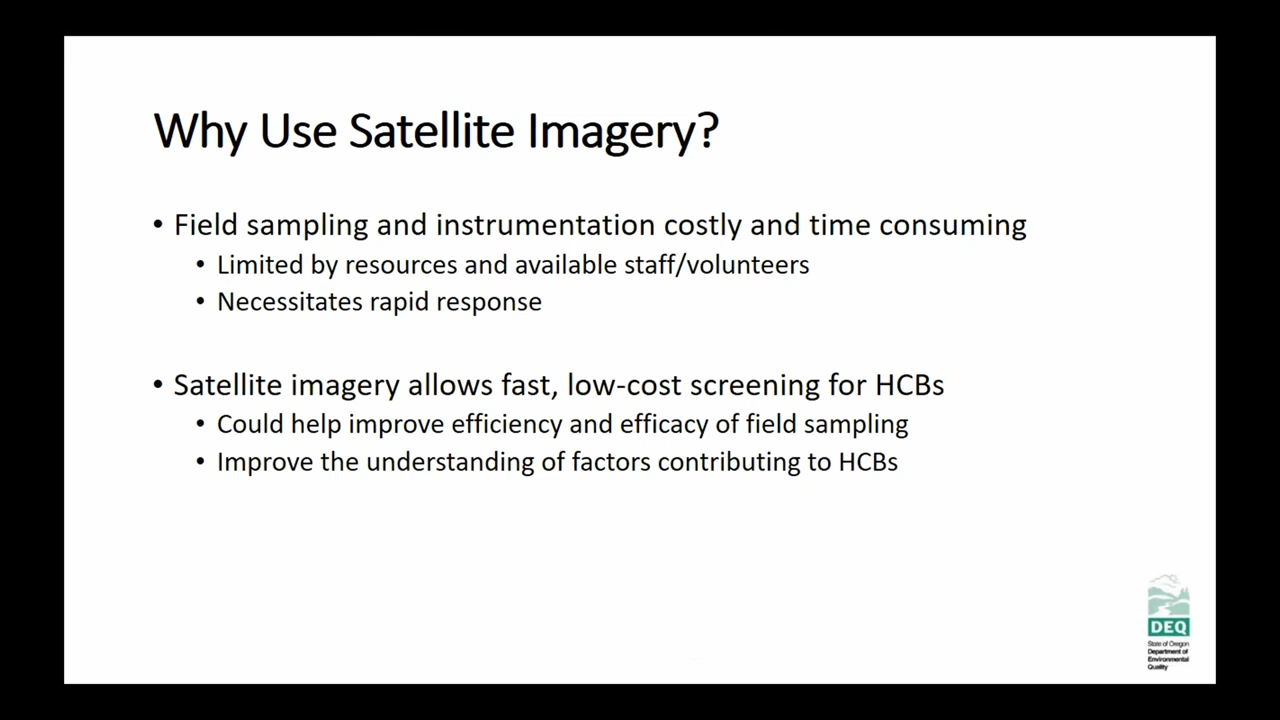 Why Use Satellite Imagery?
• Field sampling and instrumentation costly and time consuming
• Limited by resources and available staff/volunteers
• Necessitates rapid response
• Satellite imagery allows fast, low-cost screening for HCBs
• Could help improve efficiency and efficacy of field sampling
• Improve the understanding of factors contributing to HCBs
DEQ
State of Oregon
Department of
Environmental
Quality